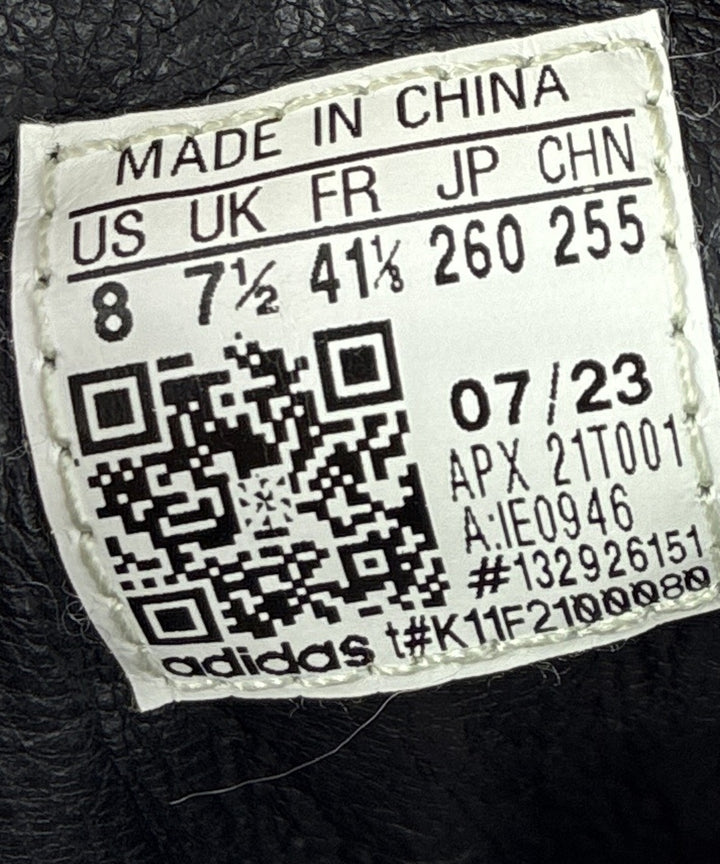 MADE IN CHINA
US UK FR JP CHN
8 7½ 41⅓ 260 255
07/23
APX 21T001
A:IE0946
#132926151
adidas t#K11F2100080